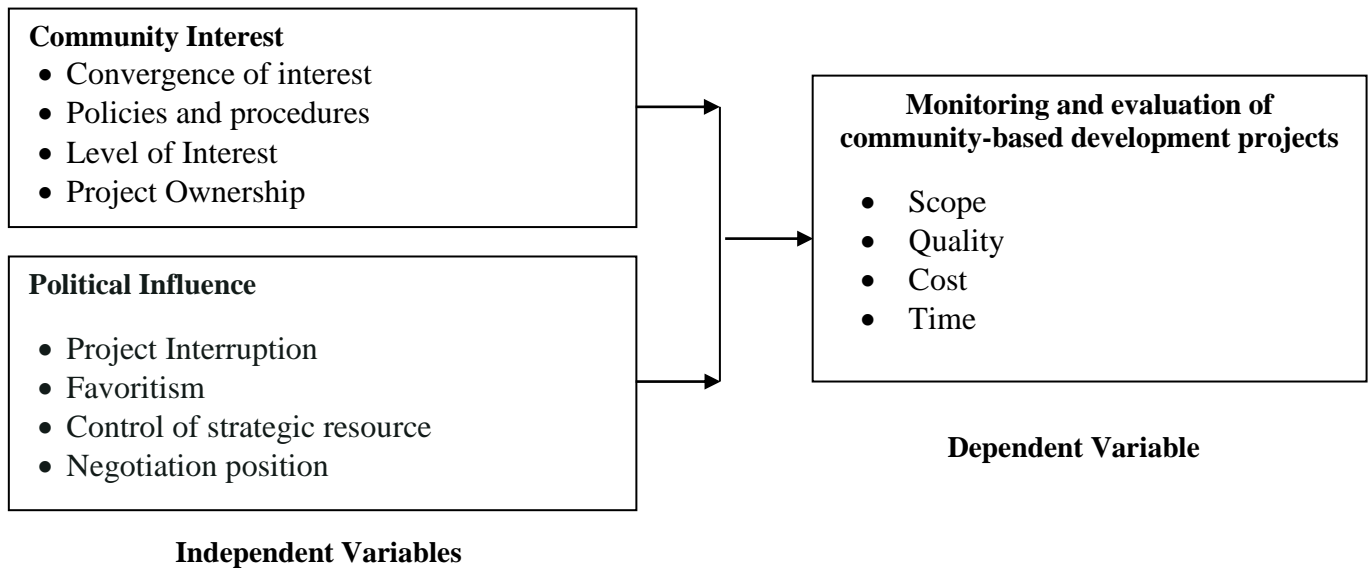 Community Interest
• Convergence of interest
• Policies and procedures
• Level of Interest
• Project Ownership
Political Influence
• Project Interruption
• Favoritism
• Control of strategic resource
• Negotiation position
Independent Variables
Monitoring and evaluation of
community-based development projects
• Scope
• Quality
• Cost
• Time
Dependent Variable